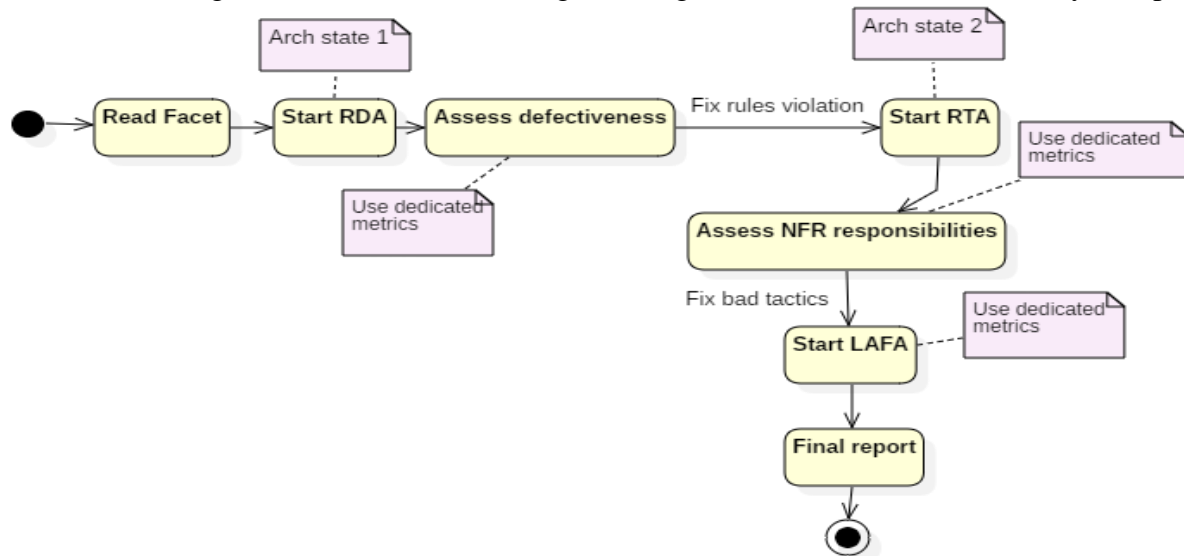 Arch state 1
Arch state 2
Read Facet
Start RDA
Assess defectiveness
Fix rules violation
Start RTA
Use dedicated
metrics
Use dedicated
metrics
Assess NFR responsibilities
Fix bad tactics
Use dedicated
metrics
Start LAFA
Final report